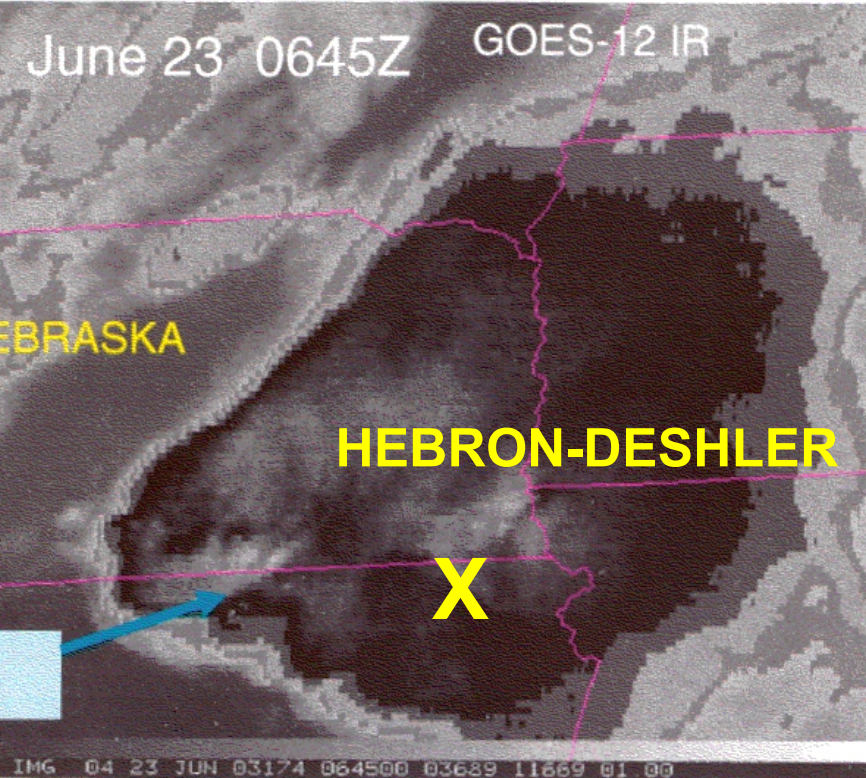 June 23 0645Z
GOES-12 IR
EBRASKA
HEBRON-DESHLER
X
IMG 04 23 JUN 03174 064500 03689 11669 01.00